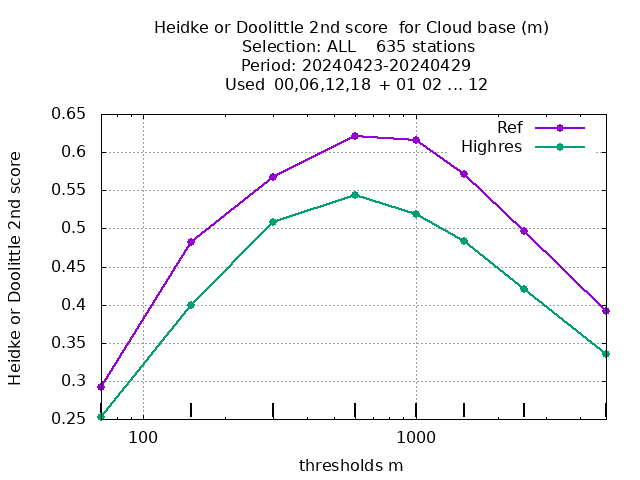 Heidke or Doolittle 2nd score  for Cloud base (m)
Selection: ALL    635 stations
Period: 20240423-20240429
Used  00,06,12,18 + 01 02 ... 12
Heidke or Doolittle 2nd score
0.65
0.6
0.55
0.5
0.45
0.4
0.35
0.3
0.25
Ref
Highres
100
1000
thresholds m